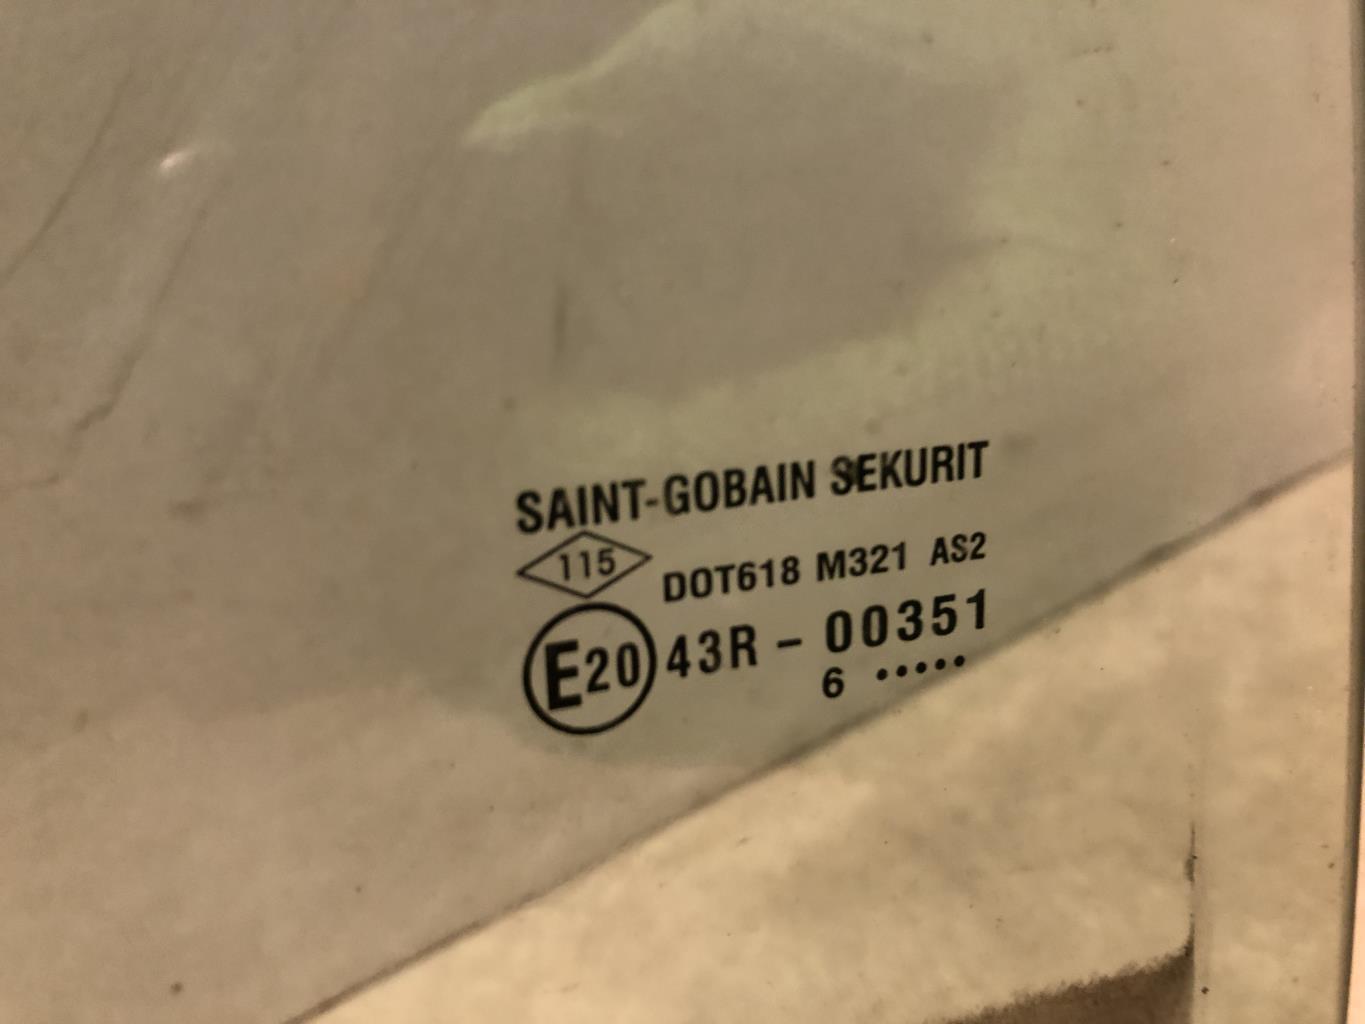 SAINT-GOBAIN SEKURIT
115 DOT618 M321 AS2
E20 43R - 00351
6 •••••